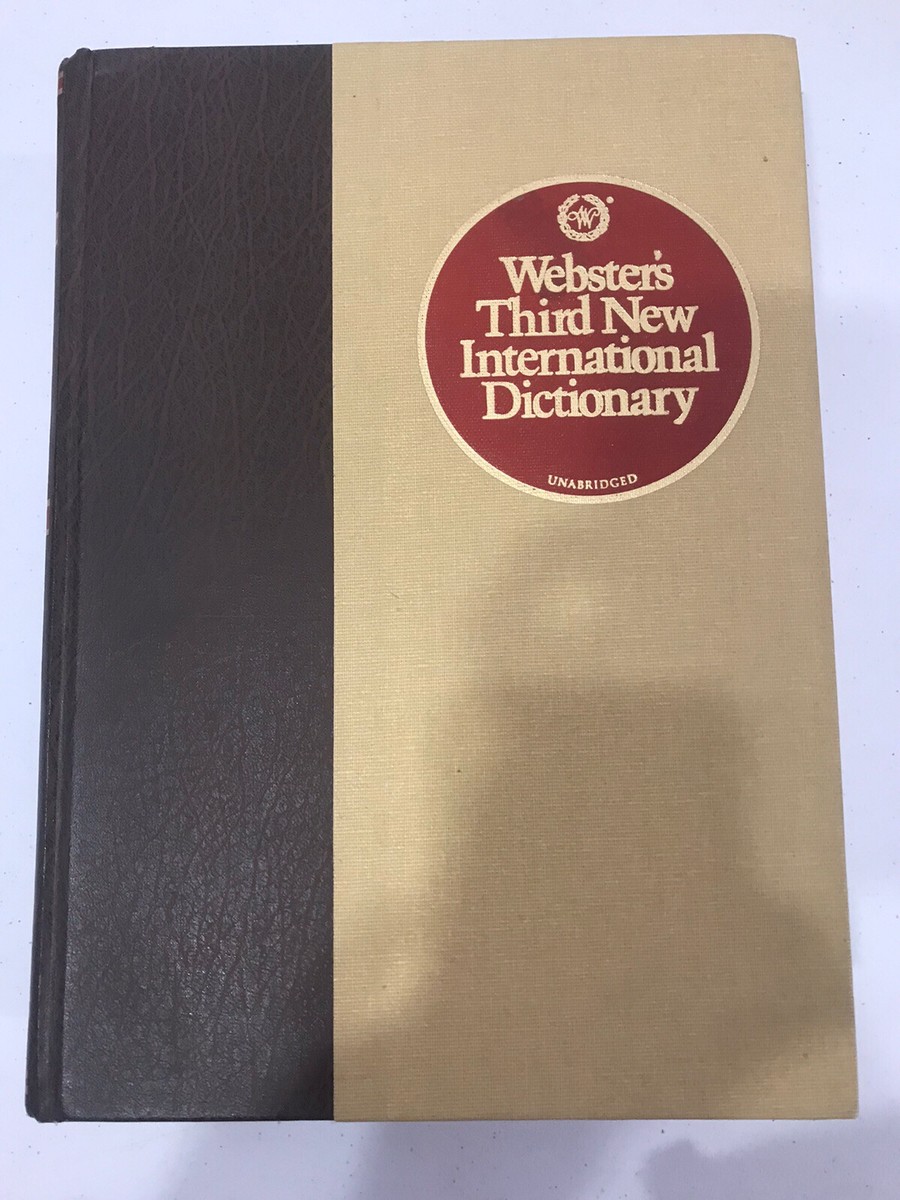 Webster's
Third New
International
Dictionary
UNABRIDGED